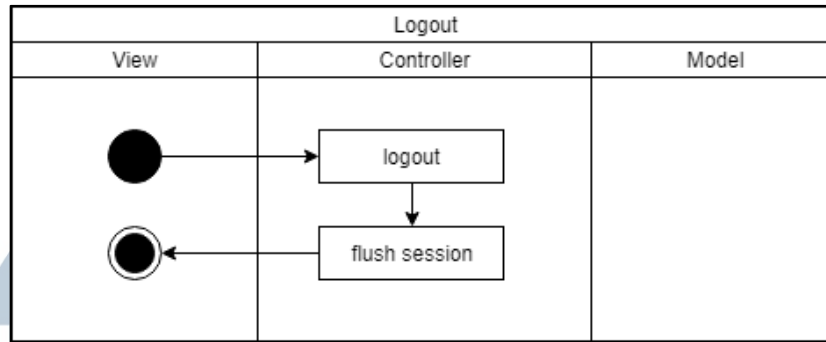 Logout
View
Controller
Model
logout
flush session